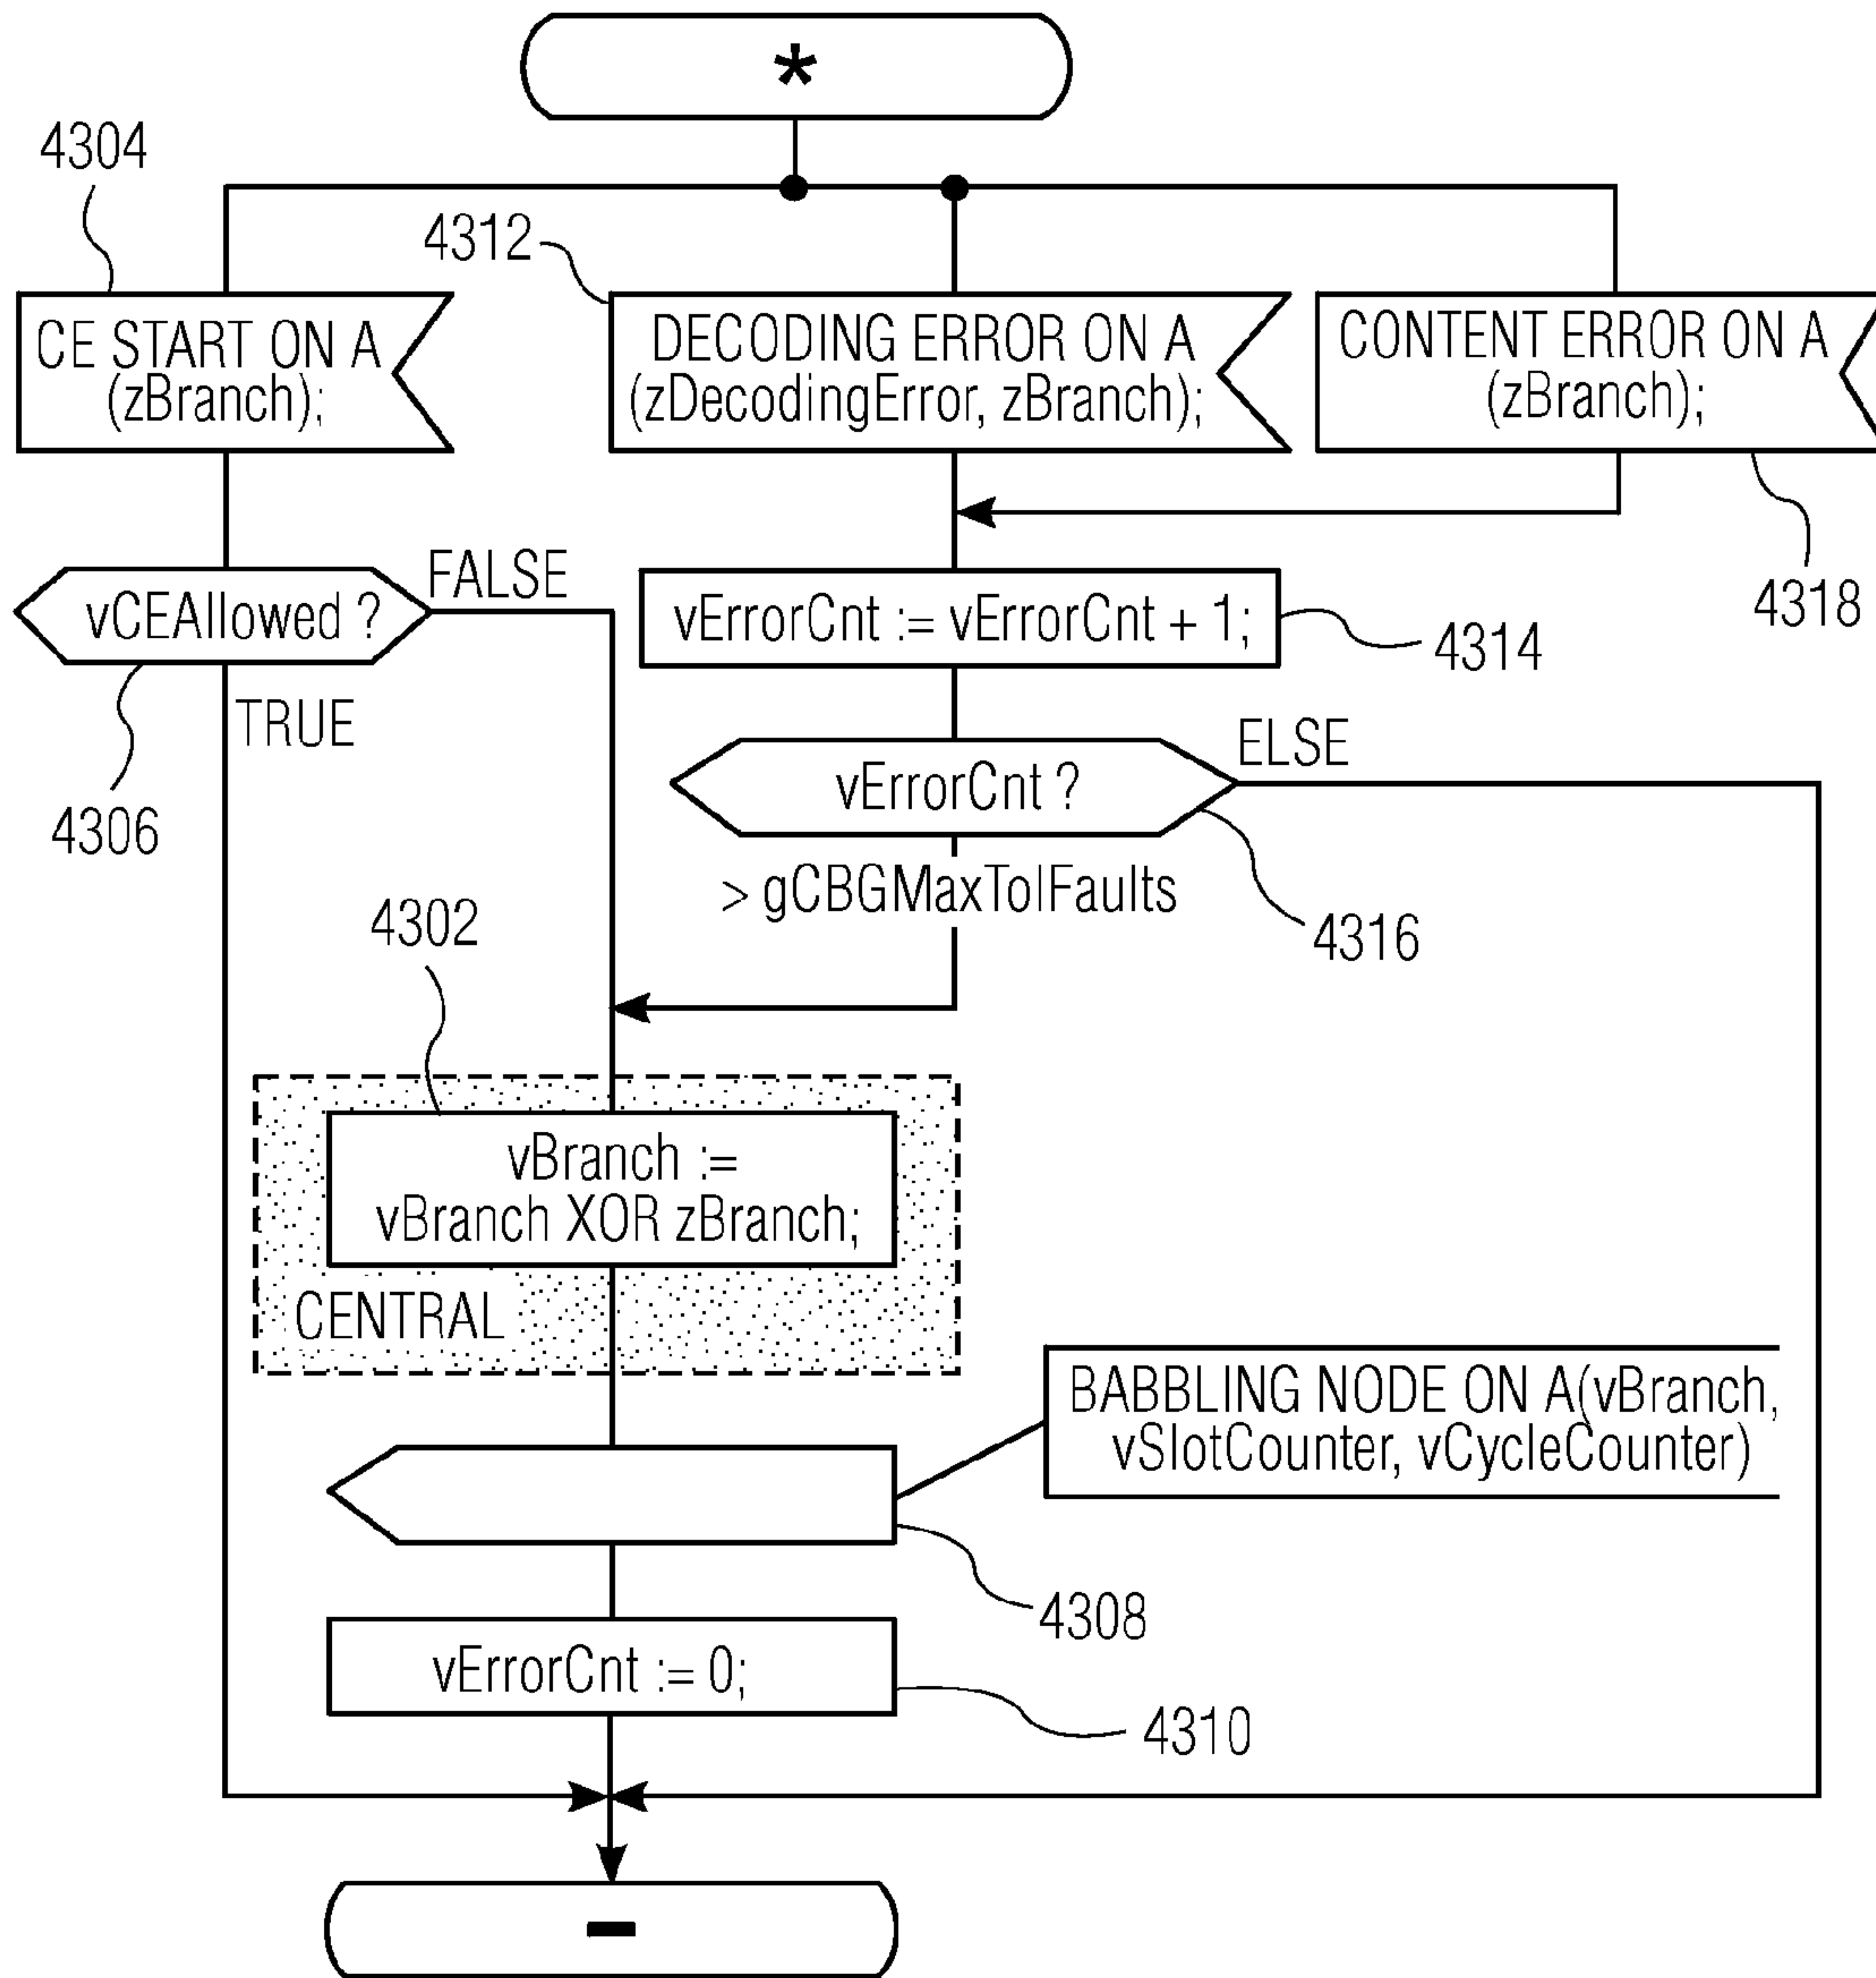 *
4304
4312
CE START ON A
(zBranch);
DECODING ERROR ON A
(zDecodingError, zBranch);
CONTENT ERROR ON A
(zBranch);
4318
vCEAllowed ?
FALSE
TRUE
4306
vErrorCnt := vErrorCnt + 1;
4314
vErrorCnt ?
ELSE
> gCBGMaxTolFaults
4316
4302
vBranch :=
vBranch XOR zBranch;
CENTRAL
BABBLING NODE ON A(vBranch,
vSlotCounter, vCycleCounter)
4308
vErrorCnt := 0;
4310
-